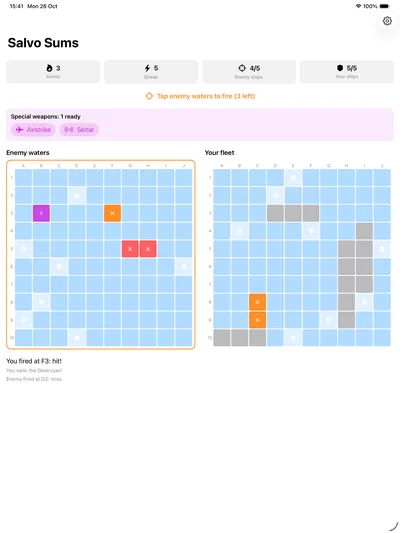 15:41 Mon 26 Oct 100%
Salvo Sums
3 5 4/5 5/5
Ammo Streak Enemy ships Your ships
Tap enemy waters to fire (3 left)
Special weapons: 1 ready
Airstrike Sonar
Enemy waters Your fleet
A B C D E F G H I J A B C D E F G H I J
1 1
2 2
3 3 3
4 4
5 5
6 6
7 7
8 8
9 9
10 10
You fired at F3: hit!
You sank the Destroyer!
Enemy fired at D2: miss.